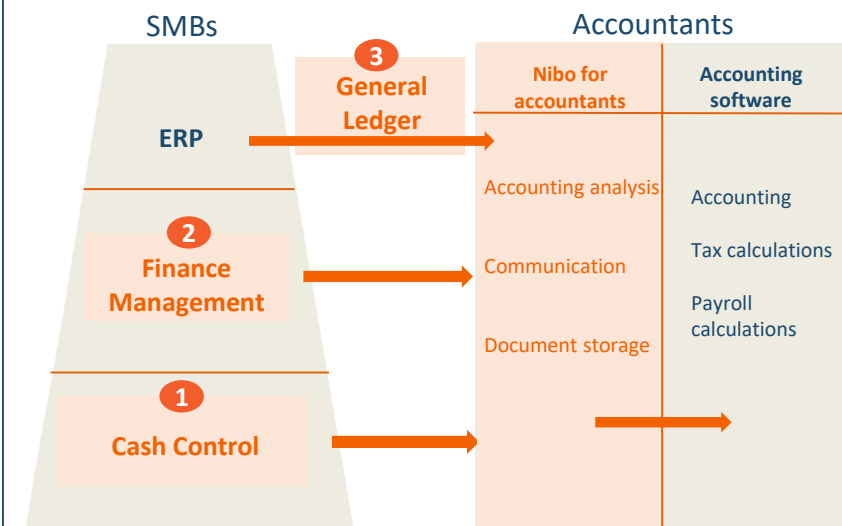 SMBs
Accountants
3
General
Ledger
ERP
2
Finance
Management
1
Cash Control
Nibo for
accountants
Accounting
software
Accounting analysis
Communication
Document storage
Accounting
Tax calculations
Payroll
calculations